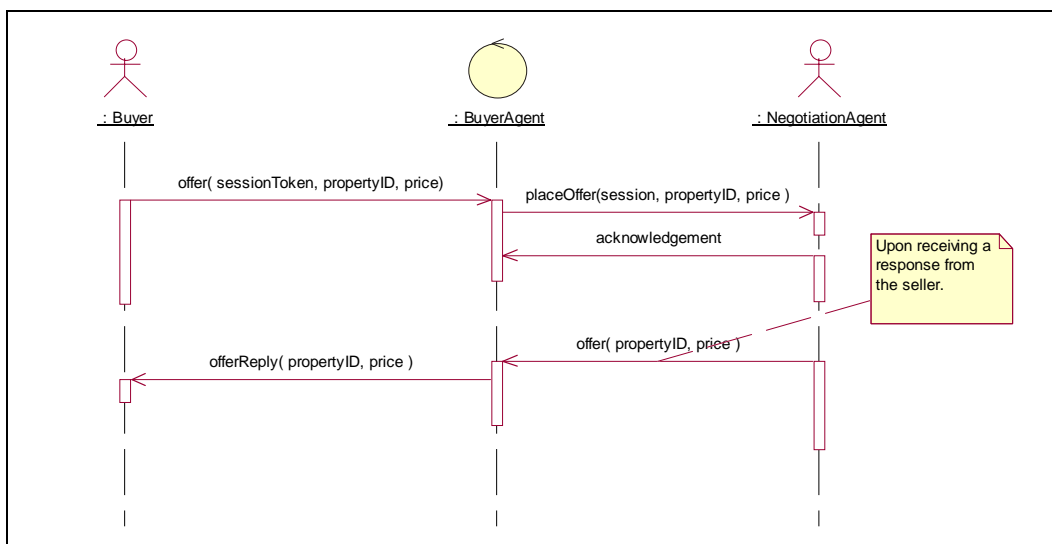 : Buyer
: BuyerAgent
: NegotiationAgent
offer( sessionToken, propertyID, price)
placeOffer(session, propertyID, price )
acknowledgement
Upon receiving a
response from
the seller.
offer( propertyID, price )
offerReply( propertyID, price )